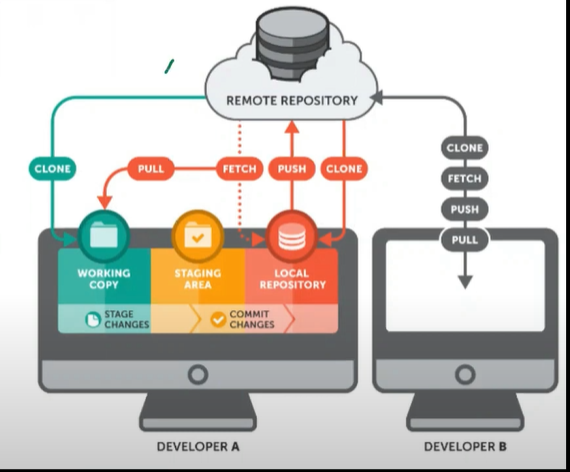 REMOTE REPOSITORY
CLONE
PULL
FETCH
PUSH
CLONE
CLONE
FETCH
PUSH
PULL
WORKING
COPY
STAGING
AREA
LOCAL
REPOSITORY
STAGE
CHANGES
COMMIT
CHANGES
DEVELOPER A
DEVELOPER B